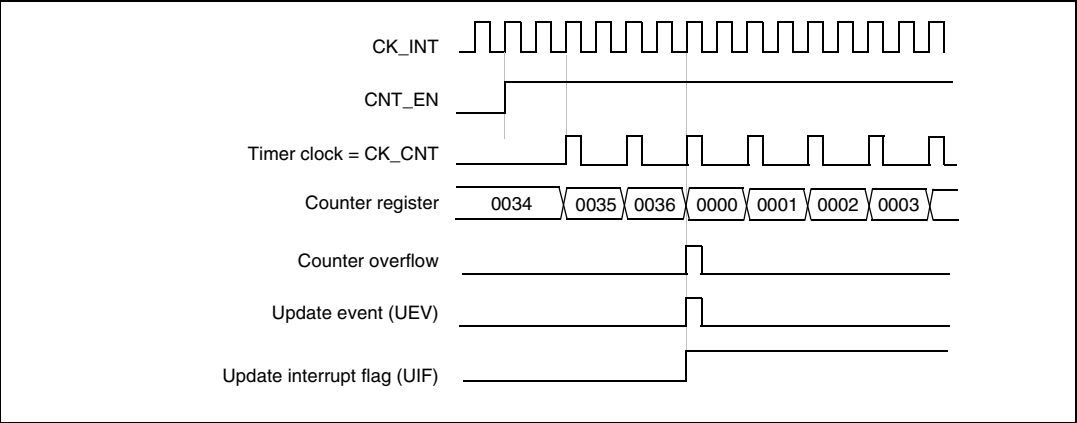 CK_INT
CNT_EN
Timer clock = CK_CNT
Counter register 0034 0035 0036 0000 0001 0002 0003
Counter overflow
Update event (UEV)
Update interrupt flag (UIF)